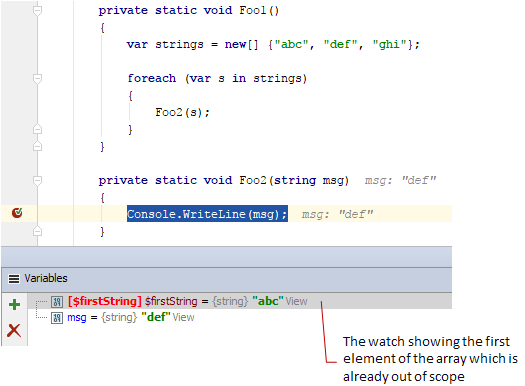 private static void Foo1()
{
var strings = new[] {"abc", "def", "ghi"};
foreach (var s in strings)
{
Foo2(s);
}
}
private static void Foo2(string msg) msg: "def"
{
Console.WriteLine(msg); msg: "def"
}
Variables
[$firstString] $firstString = {string} "abc" View
msg = {string} "def" View
The watch showing the first
element of the array which is
already out of scope